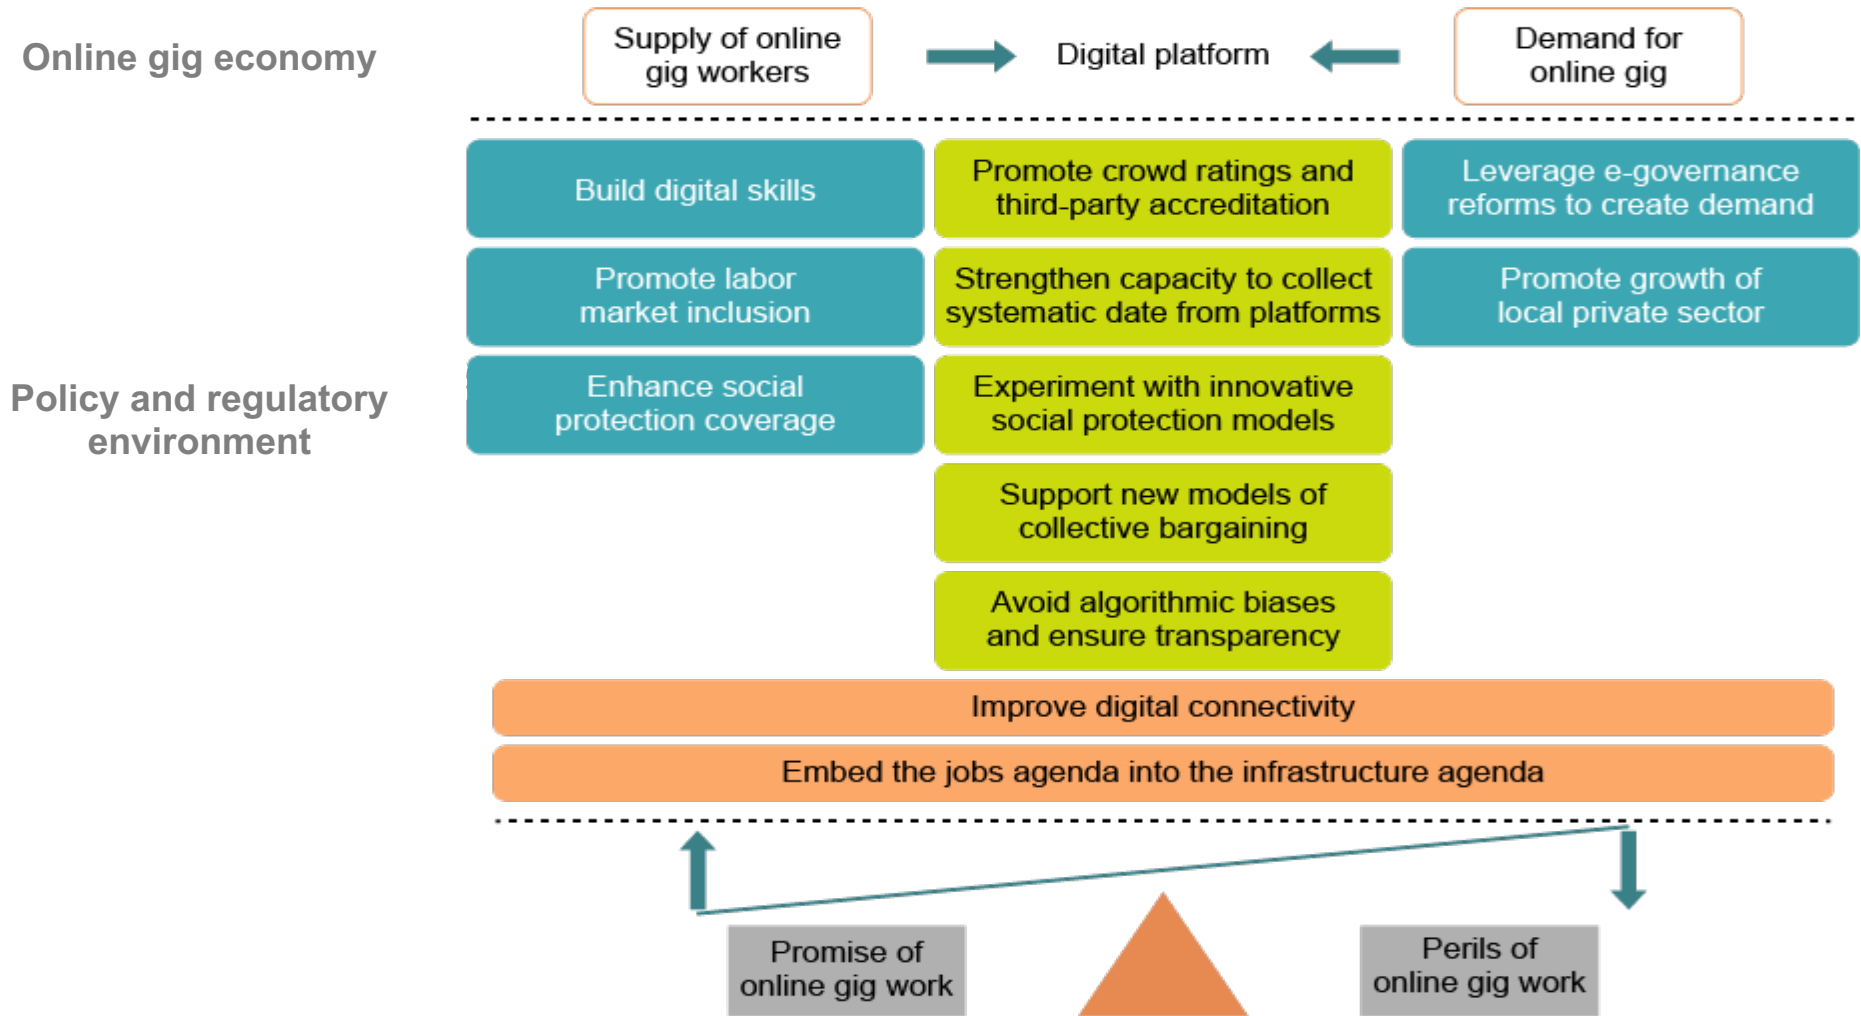 Online gig economy
Supply of online
gig workers
Digital platform
Demand for
online gig
Policy and regulatory
environment
Build digital skills
Promote labor
market inclusion
Enhance social
protection coverage
Promote crowd ratings and
third-party accreditation
Strengthen capacity to collect
systematic date from platforms
Experiment with innovative
social protection models
Support new models of
collective bargaining
Avoid algorithmic biases
and ensure transparency
Leverage e-governance
reforms to create demand
Promote growth of
local private sector
Improve digital connectivity
Embed the jobs agenda into the infrastructure agenda
Promise of
online gig work
Perils of
online gig work